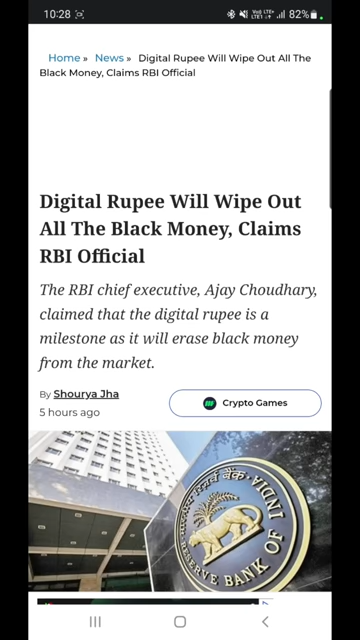 10:28
82%
Home » News » Digital Rupee Will Wipe Out All The
Black Money, Claims RBI Official
Digital Rupee Will Wipe Out
All The Black Money, Claims
RBI Official
The RBI chief executive, Ajay Choudhary,
claimed that the digital rupee is a
milestone as it will erase black money
from the market.
By Shourya Jha
Crypto Games
5 hours ago
भारतीय रिज़र्व बैंक
RESERVE BANK OF INDIA